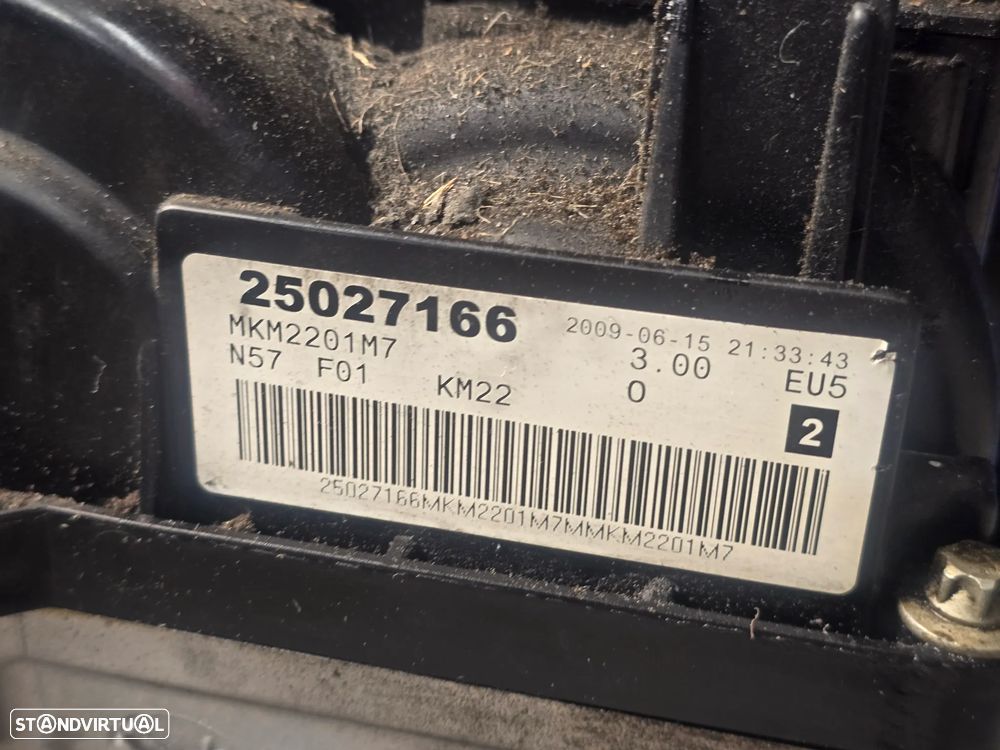 25027166
2009-06-15 21:33:43
MKM2201M7
3.00
EU5
N57 F01 KM22 0
2
25027166MKM2201M7MMKM2201M7
STANDVIRTUAL